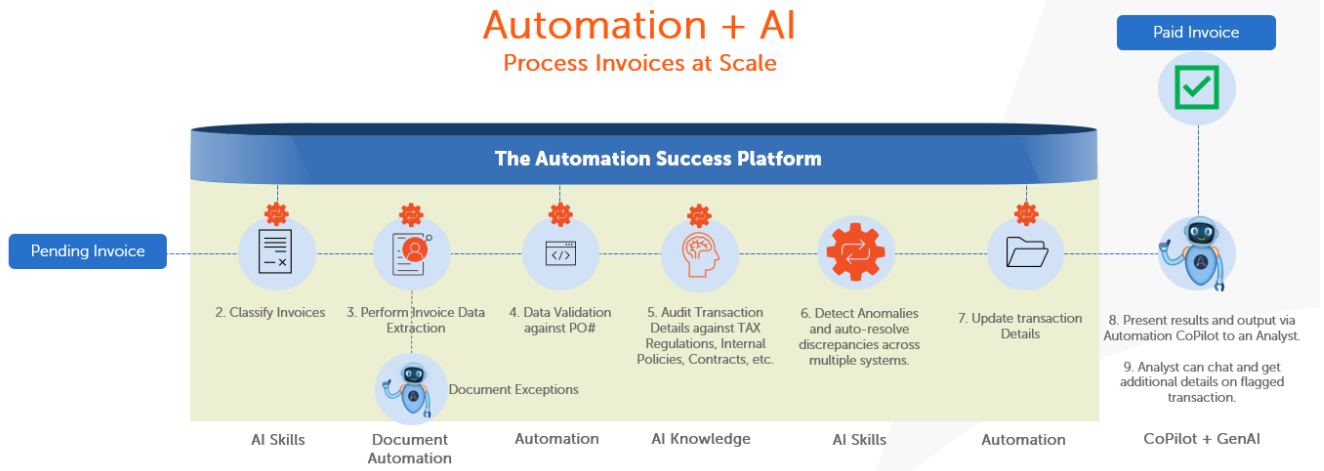 Automation + AI
Process Invoices at Scale
Paid Invoice
The Automation Success Platform
Pending Invoice
2. Classify Invoices
3. Perform Invoice Data
Extraction
4. Data Validation
against PO#
5. Audit Transaction
Details against TAX
Regulations, Internal
Policies, Contracts, etc.
6. Detect Anomalies
and auto-resolve
discrepancies across
multiple systems.
7. Update transaction
Details
8. Present results and output via
Automation CoPilot to an Analyst.
9. Analyst can chat and get
additional details on flagged
transaction.
Document Exceptions
AI Skills
Document
Automation
Automation
AI Knowledge
AI Skills
Automation
CoPilot + GenAI